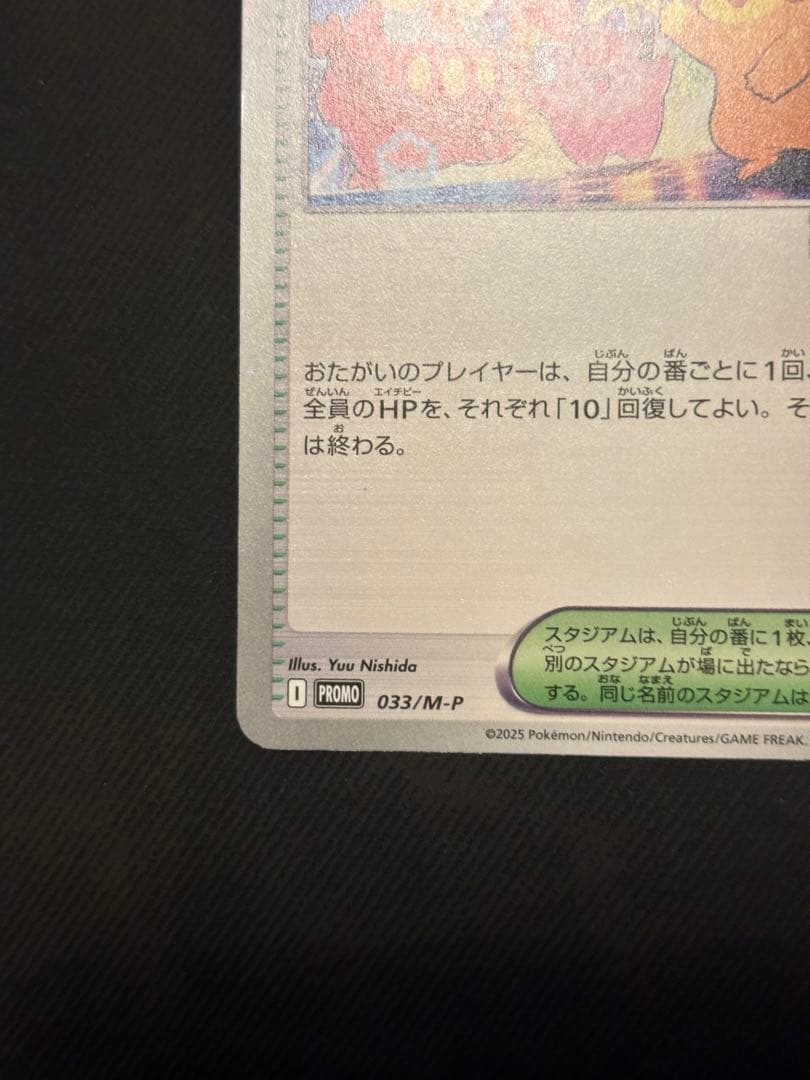 おたがいのプレイヤーは、自分の番ごとに1回、
全員のHPを、それぞれ「10」回復してよい。そ
は終わる。
スタジアムは、自分の番に1枚、
別のスタジアムが場に出たなら
する。同じ名前のスタジアムは
Illus. Yuu Nishida
I PROMO 033/M-P
©2025 Pokémon/Nintendo/Creatures/GAME FREAK.